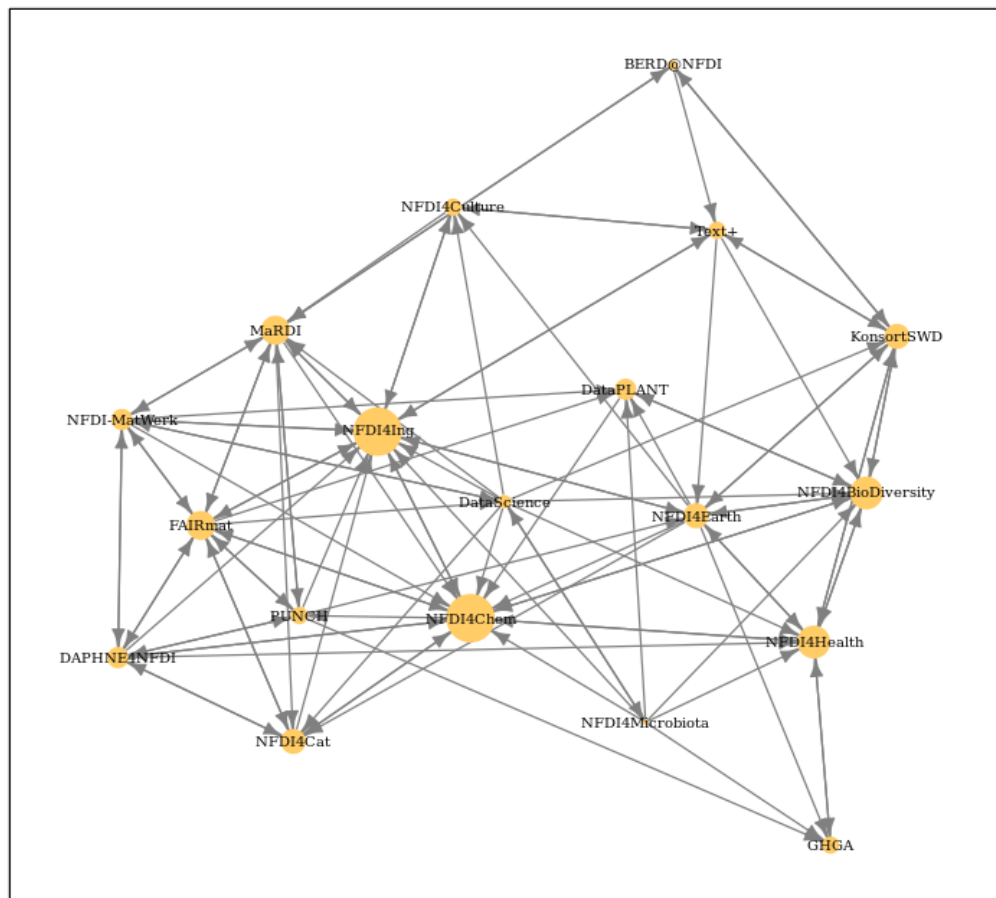 BERD@NFDI
NFDI4Culture
Text+
MaRDI
KonsortSWD
DataPLANT
NFDI-MatWerk
NFDI4Ing
NFDI4BioDiversity
DataScience
NFDI4Earth
FAIRmat
PUNCH
NFDI4Chem
NFDI4Health
DAPHNE4NFDI
NFDI4Microbiota
NFDI4Cat
GHGA